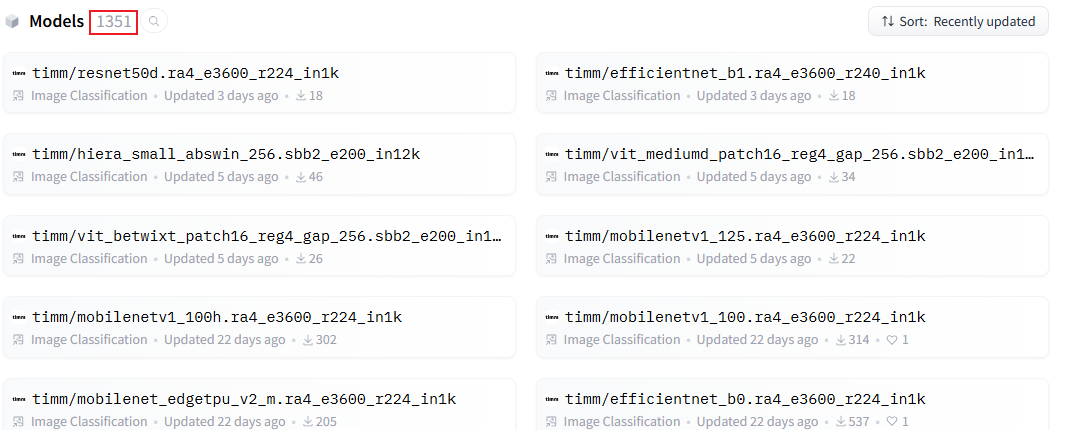 Models 1351
Sort: Recently updated
timm/resnet50d.ra4_e3600_r224_in1k
Image Classification • Updated 3 days ago • 18
timm/efficientnet_b1.ra4_e3600_r240_in1k
Image Classification • Updated 3 days ago • 18
timm/hiera_small_abswin_256.sbb2_e200_in12k
Image Classification • Updated 5 days ago • 46
timm/vit_mediumd_patch16_reg4_gap_256.sbb2_e200_in1…
Image Classification • Updated 5 days ago • 34
timm/vit_betwixt_patch16_reg4_gap_256.sbb2_e200_in1…
Image Classification • Updated 5 days ago • 26
timm/mobilenetv1_125.ra4_e3600_r224_in1k
Image Classification • Updated 5 days ago • 22
timm/mobilenetv1_100h.ra4_e3600_r224_in1k
Image Classification • Updated 22 days ago • 302
timm/mobilenetv1_100.ra4_e3600_r224_in1k
Image Classification • Updated 22 days ago • 314 • 1
timm/mobilenet_edgetpu_v2_m.ra4_e3600_r224_in1k
Image Classification • Updated 22 days ago • 205
timm/efficientnet_b0.ra4_e3600_r224_in1k
Image Classification • Updated 22 days ago • 537 • 1